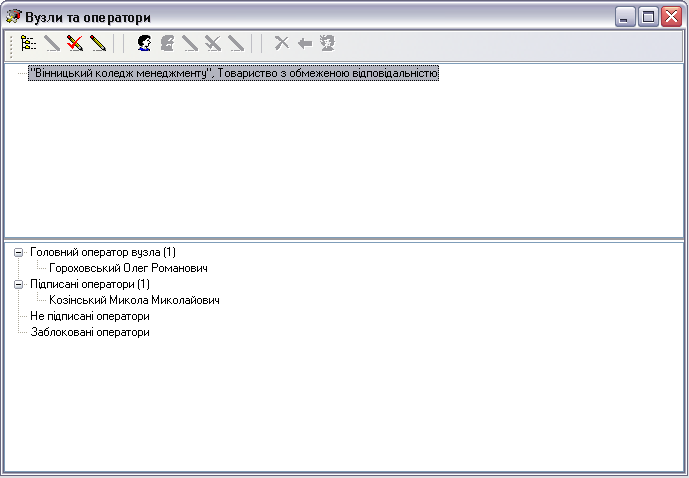 Вузли та оператори
"Вінницький коледж менеджменту", Товариство з обмеженою відповідальністю
Головний оператор вузла (1)
Гороховський Олег Романович
Підписані оператори (1)
Козінський Микола Миколайович
Не підписані оператори
Заблоковані оператори